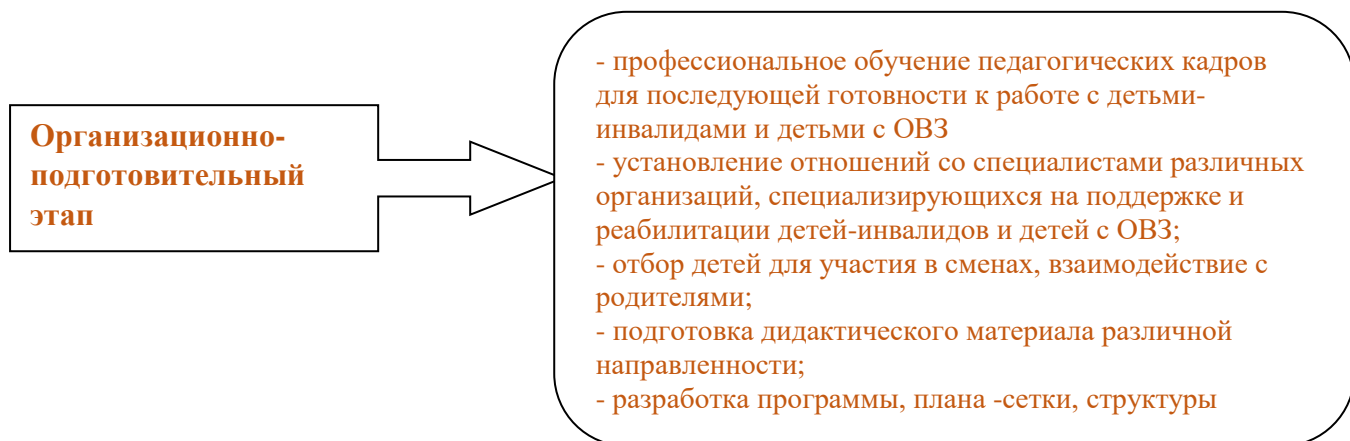 Организационно-
подготовительный
этап
- профессиональное обучение педагогических кадров
для последующей готовности к работе с детьми-
инвалидами и детьми с ОВЗ
- установление отношений со специалистами различных
организаций, специализирующихся на поддержке и
реабилитации детей-инвалидов и детей с ОВЗ;
- отбор детей для участия в сменах, взаимодействие с
родителями;
- подготовка дидактического материала различной
направленности;
- разработка программы, плана -сетки, структуры